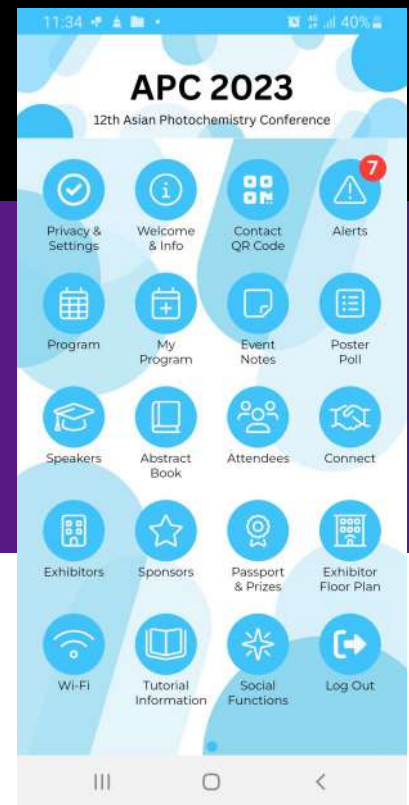 11:34
40%
APC 2023
12th Asian Photochemistry Conference
7
Privacy &
Settings
Welcome
& Info
Contact
QR Code
Alerts
Program
My
Program
Event
Notes
Poster
Poll
Speakers
Abstract
Book
Attendees
Connect
Exhibitors
Sponsors
Passport
& Prizes
Exhibitor
Floor Plan
Wi-Fi
Tutorial
Information
Social
Functions
Log Out